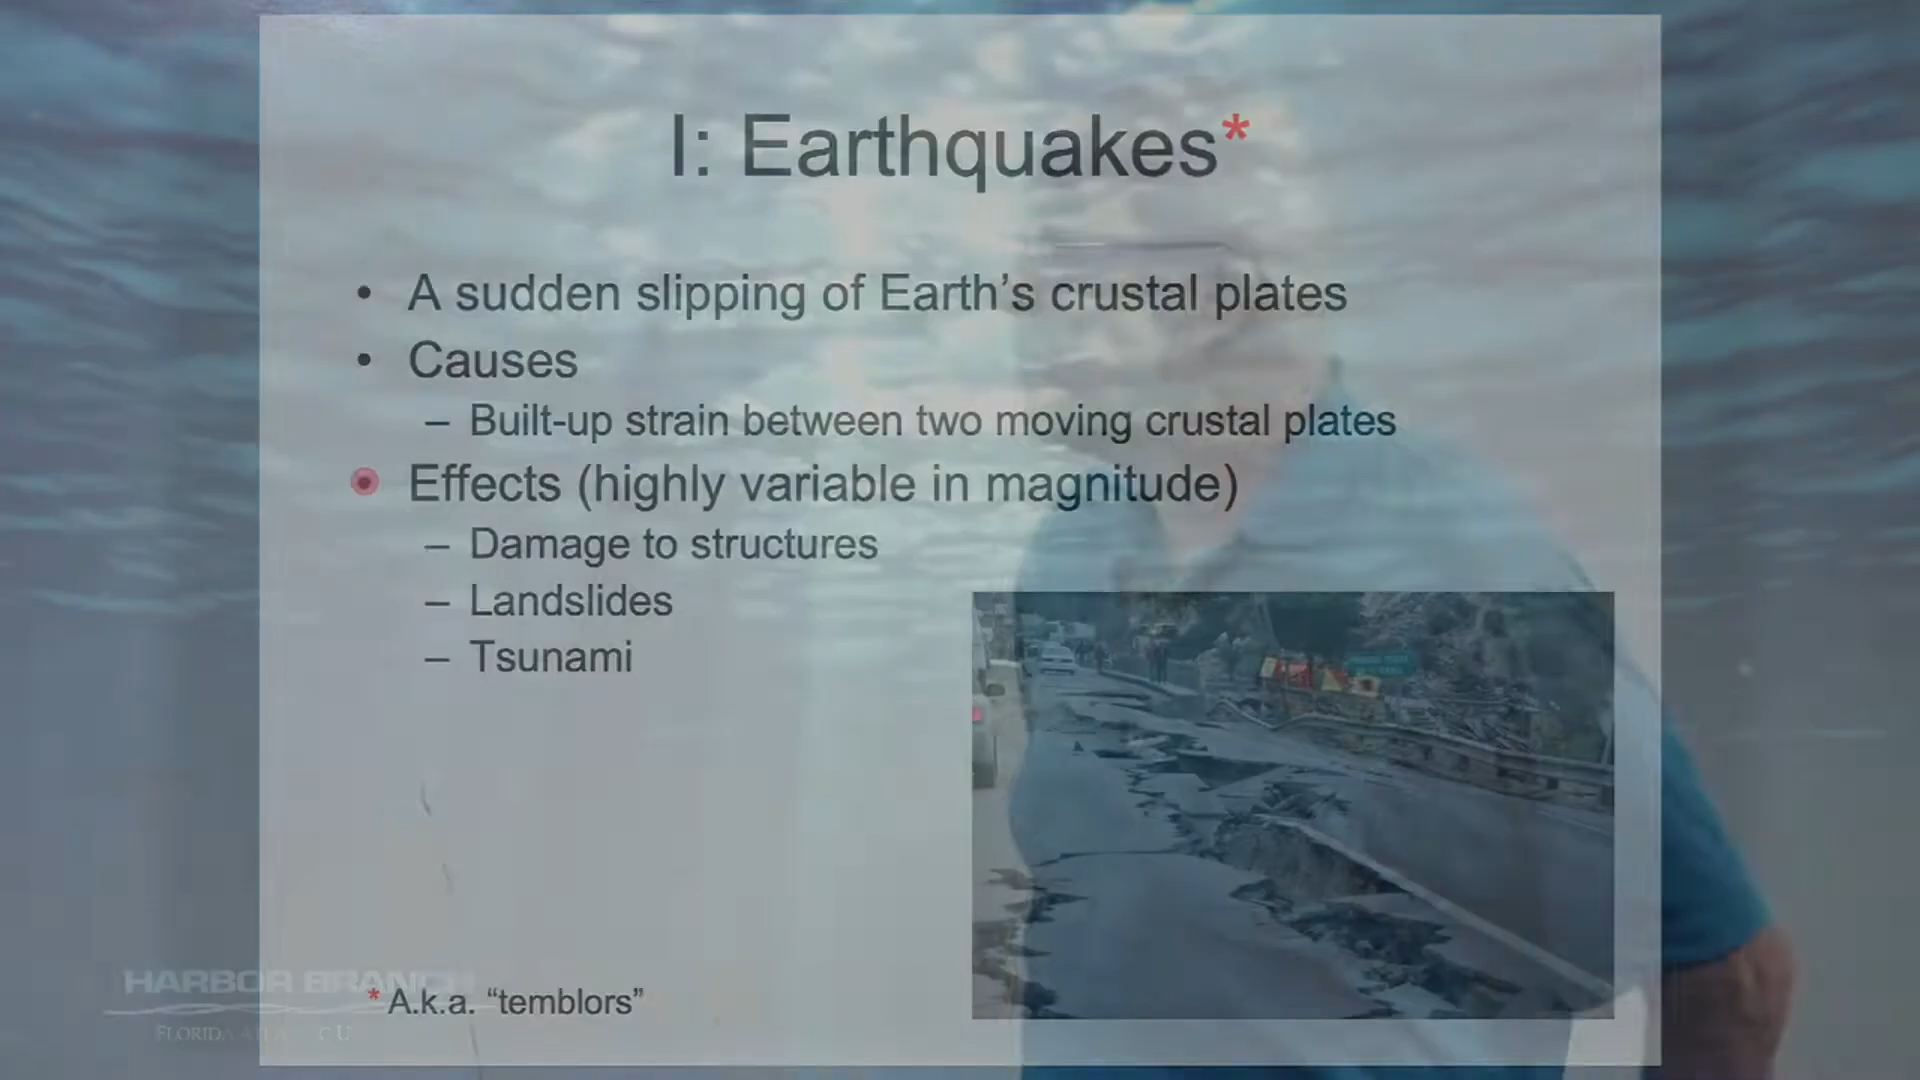 I: Earthquakes*
• A sudden slipping of Earth’s crustal plates
• Causes
– Built-up strain between two moving crustal plates
• Effects (highly variable in magnitude)
– Damage to structures
– Landslides
– Tsunami
HARBOR BRANCH
* A.k.a. “temblors”
FLORIDA